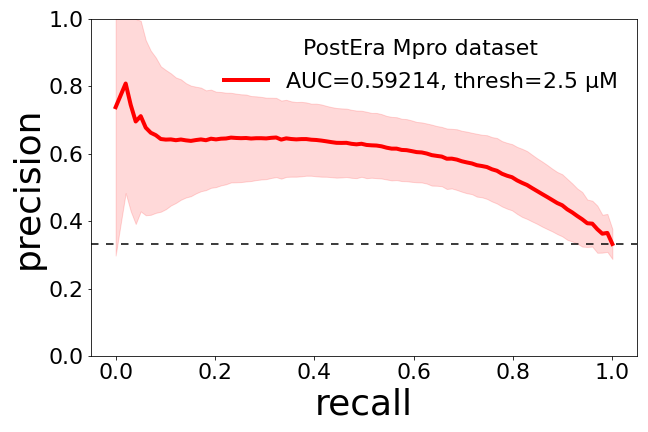 PostEra Mpro dataset
AUC=0.59214, thresh=2.5 µM
precision
1.0
0.8
0.6
0.4
0.2
0.0
0.0 0.2 0.4 0.6 0.8 1.0
recall